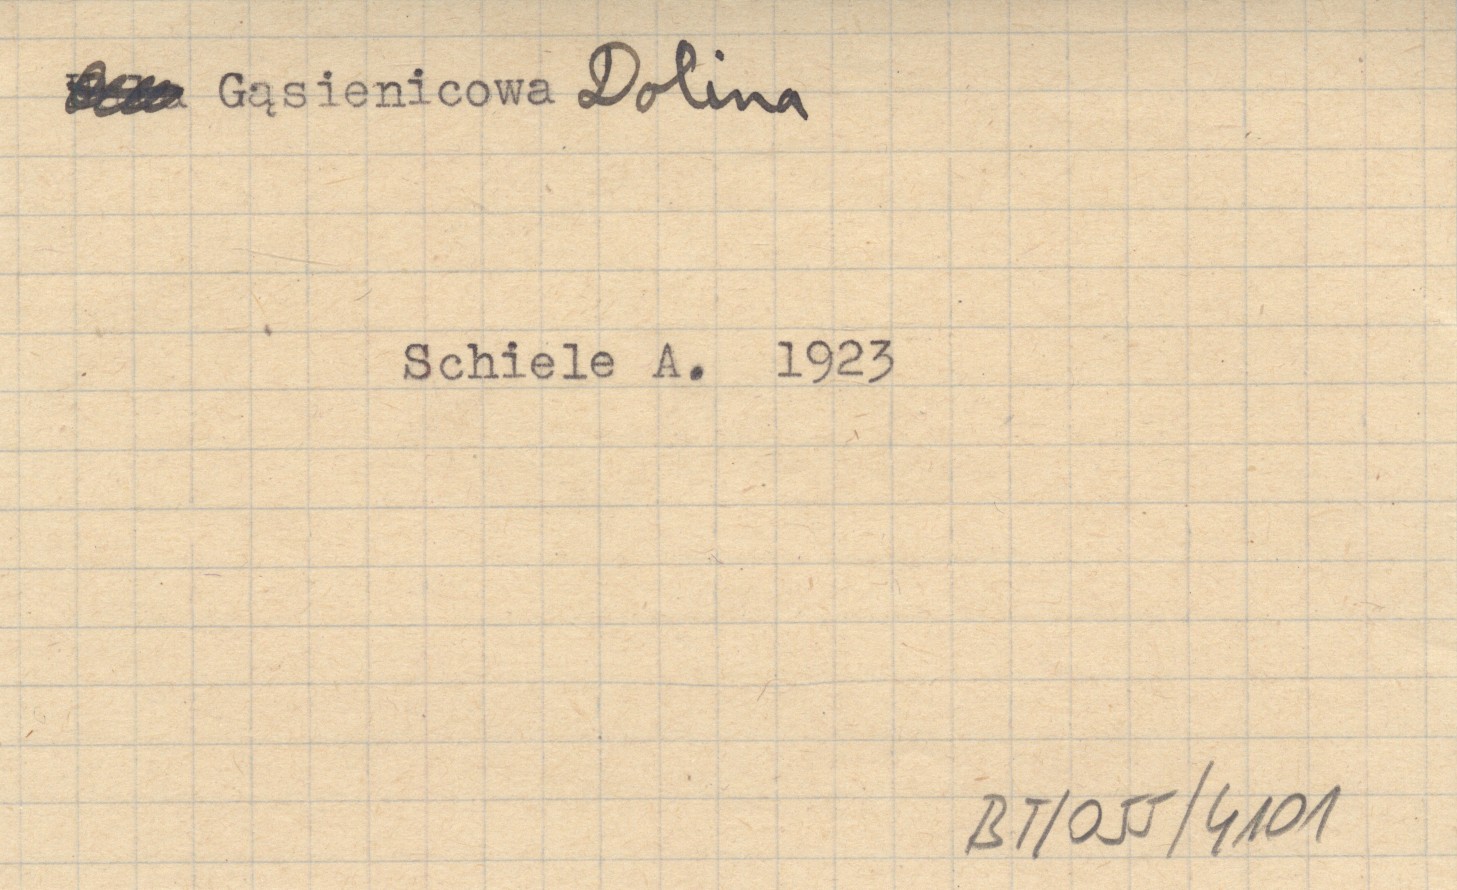 Gąsienicowa Dolina
Schiele A. 1923
BT/055/4101